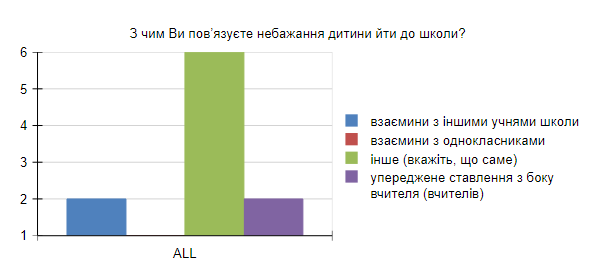 З чим Ви пов'язуєте небажання дитини йти до школи?
6
5
4
3
2
1
ALL
взаємини з іншими учнями школи
взаємини з однокласниками
інше (вкажіть, що саме)
упереджене ставлення з боку
вчителя (вчителів)